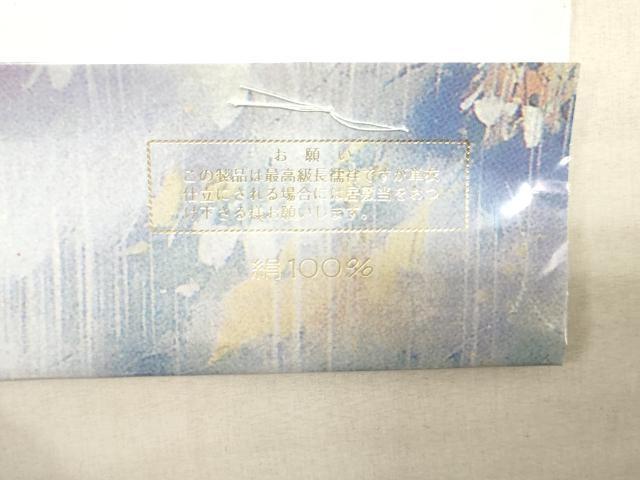 お願い
この製品は最高級長襦袢ですが単衣
仕立にされる場合には居敷当をおつ
け下さる様お願いします。
絹100%